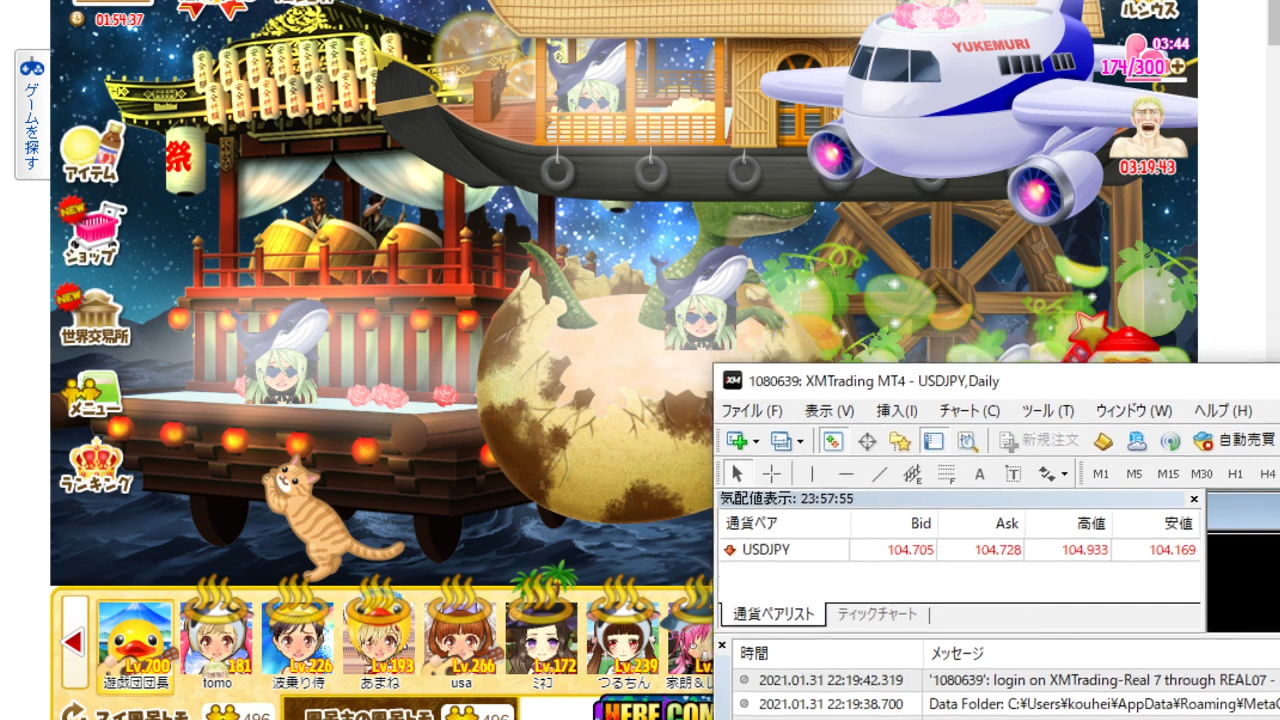 01:54:37
ルンウス
YUKEMURI
03:44
174/300
ゲームを探す
03:19:43
アイテム
祭
NEW
ショップ
NEW
世界交易所
メニュー
ランキング
1080639: XMTrading MT4 - USDJPY,Daily
ファイル (F) 表示 (V) 挿入(I) チャート (C) ツール (T) ウィンドウ (W) ヘルプ (H)
新規注文 自動売買
A T M1 M5 M15 M30 H1 H4
気配値表示: 23:57:55
通貨ペア Bid Ask 高値 安値
USDJPY 104.705 104.728 104.933 104.169
通貨ペアリスト ティックチャート
時間 メッセージ
2021.01.31 22:19:42.319 '1080639': login on XMTrading-Real 7 through REAL07 -
2021.01.31 22:19:38.700 Data Folder: C:¥Users¥kouhei¥AppData¥Roaming¥Meta
Lv.700 181 Lv.226 Lv.193 Lv.266 Lv.172 Lv.239 Lv.
遊戯団団長 tomo 波乗り侍 あまね usa ﾐﾈｺ つるちん
496 496
HERE COM